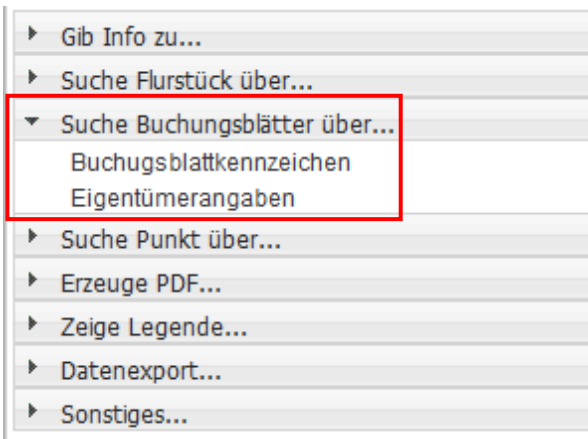 Gib Info zu...
Suche Flurstück über...
Suche Buchungsblätter über...
Buchugsblattkennzeichen
Eigentümerangaben
Suche Punkt über...
Erzeuge PDF...
Zeige Legende...
Datenexport...
Sonstiges...